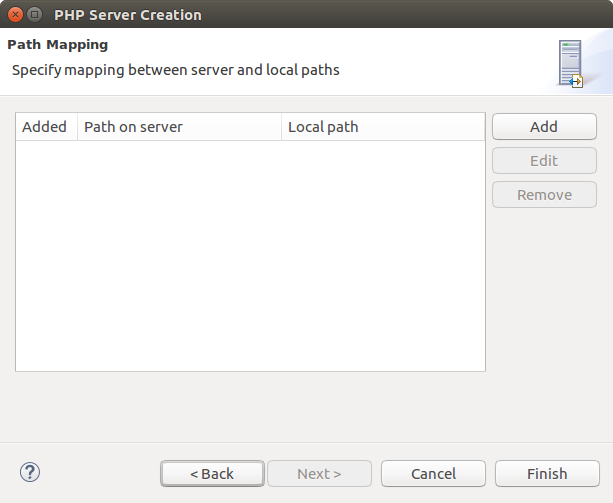 PHP Server Creation
Path Mapping
Specify mapping between server and local paths
Added Path on server Local path
Add
Edit
Remove
?
< Back Next > Cancel Finish